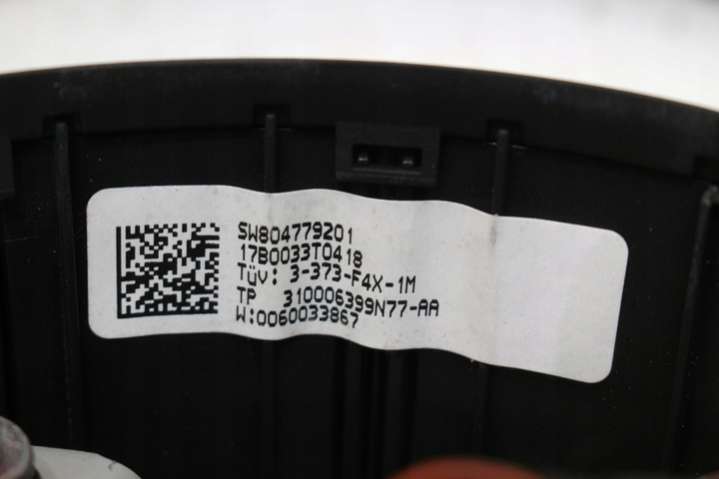 SW804779201
17B0033T0418
Tüv: 3-373-F4X-1M
TP 310006399N77-AA
W:0060033867